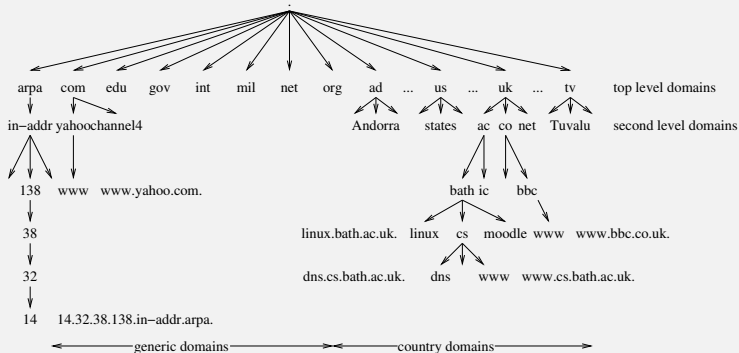 .
arpa com edu gov int mil net org ad ... us ... uk ... tv top level domains
in-addr yahoo channel4 Andorra states ac co net Tuvalu second level domains
138 www www.yahoo.com. bath ic bbc
38 linux.bath.ac.uk. linux cs moodle www www.bbc.co.uk.
32 dns.cs.bath.ac.uk. dns www www.cs.bath.ac.uk.
14 14.32.38.138.in-addr.arpa.
generic domains country domains